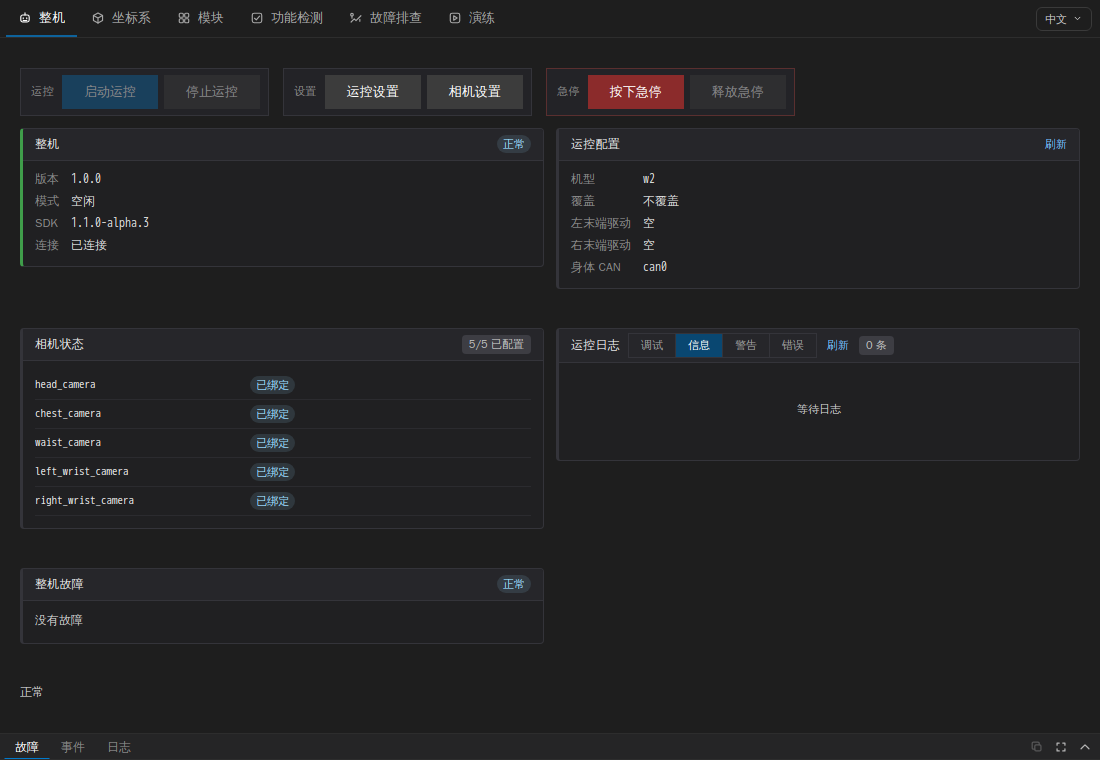 整机 坐标系 模块 功能检测 故障排查 演练 中文
运控 启动运控 停止运控 设置 运控设置 相机设置 急停 按下急停 释放急停
整机 正常
版本 1.0.0
模式 空闲
SDK 1.1.0-alpha.3
连接 已连接
运控配置 刷新
机型 w2
覆盖 不覆盖
左末端驱动 空
右末端驱动 空
身体 CAN can0
相机状态 5/5 已配置
head_camera 已绑定
chest_camera 已绑定
waist_camera 已绑定
left_wrist_camera 已绑定
right_wrist_camera 已绑定
运控日志 调试 信息 警告 错误 刷新 0 条
等待日志
整机故障 正常
没有故障
正常
故障 事件 日志